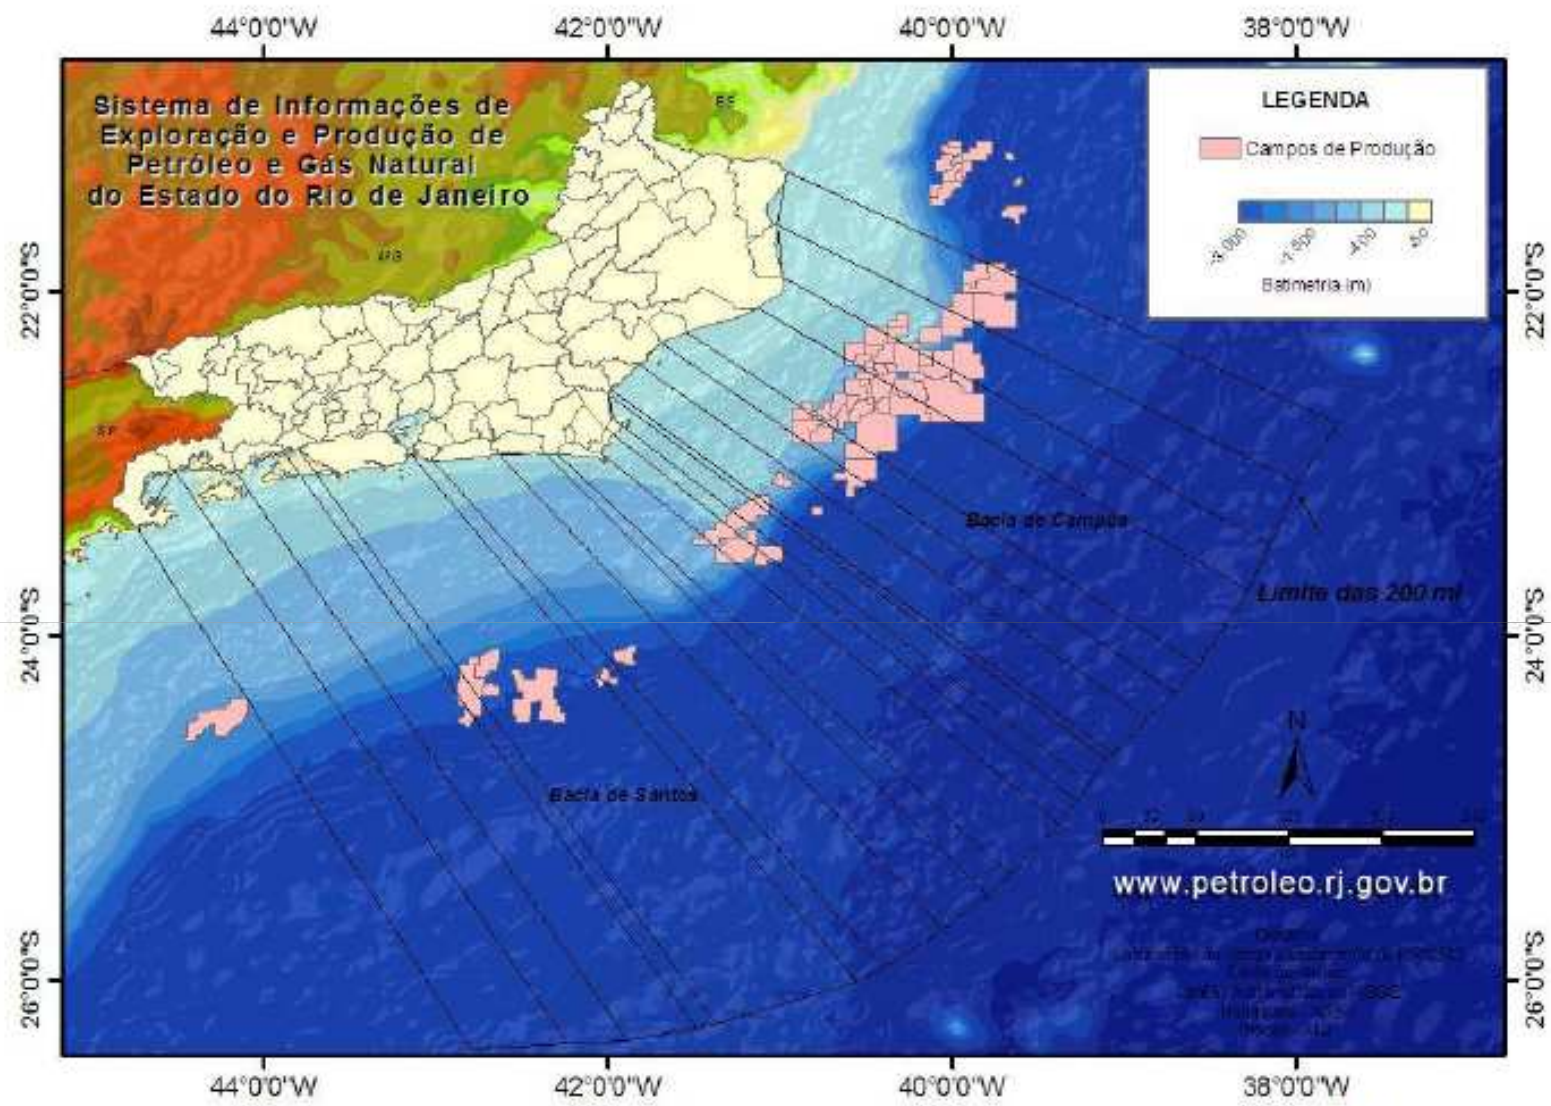 44°0'0"W
42°0'0"W
40°0'0"W
38°0'0"W
Sistema de Informações de
Exploração e Produção de
Petróleo e Gás Natural
do Estado do Rio de Janeiro
ES
MG
SP
LEGENDA
Campos de Produção
-400
Batimetria (m)
22°0'0"S
22°0'0"S
Bacia de Campos
Limite das 200 mi
24°0'0"S
24°0'0"S
Bacia de Santos
N
www.petroleo.rj.gov.br
26°0'0"S
26°0'0"S
44°0'0"W
42°0'0"W
40°0'0"W
38°0'0"W